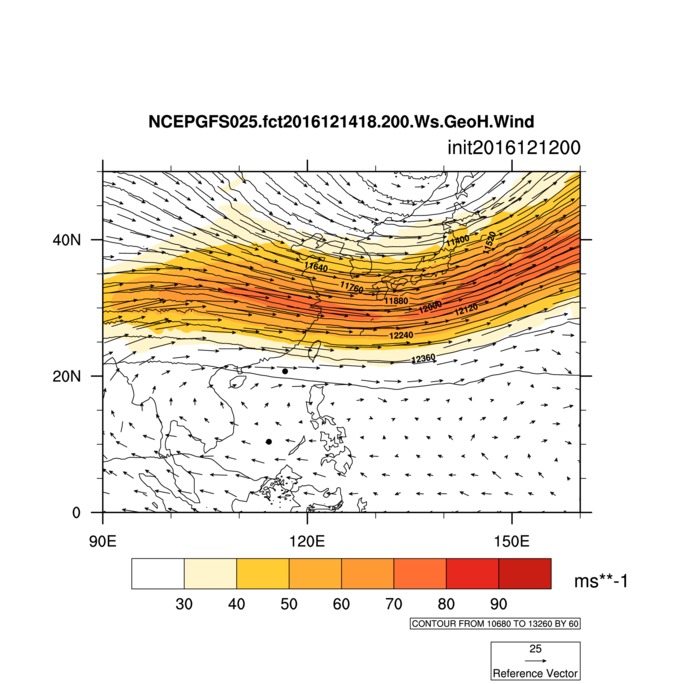 NCEPGFS025.fct2016121418.200.Ws.GeoH.Wind
init2016121200
40N
20N
0
90E 120E 150E
11400
11520
11640
11760
11880
12000
12120
12240
12360
30 40 50 60 70 80 90
ms**-1
CONTOUR FROM 10680 TO 13260 BY 60
25
Reference Vector